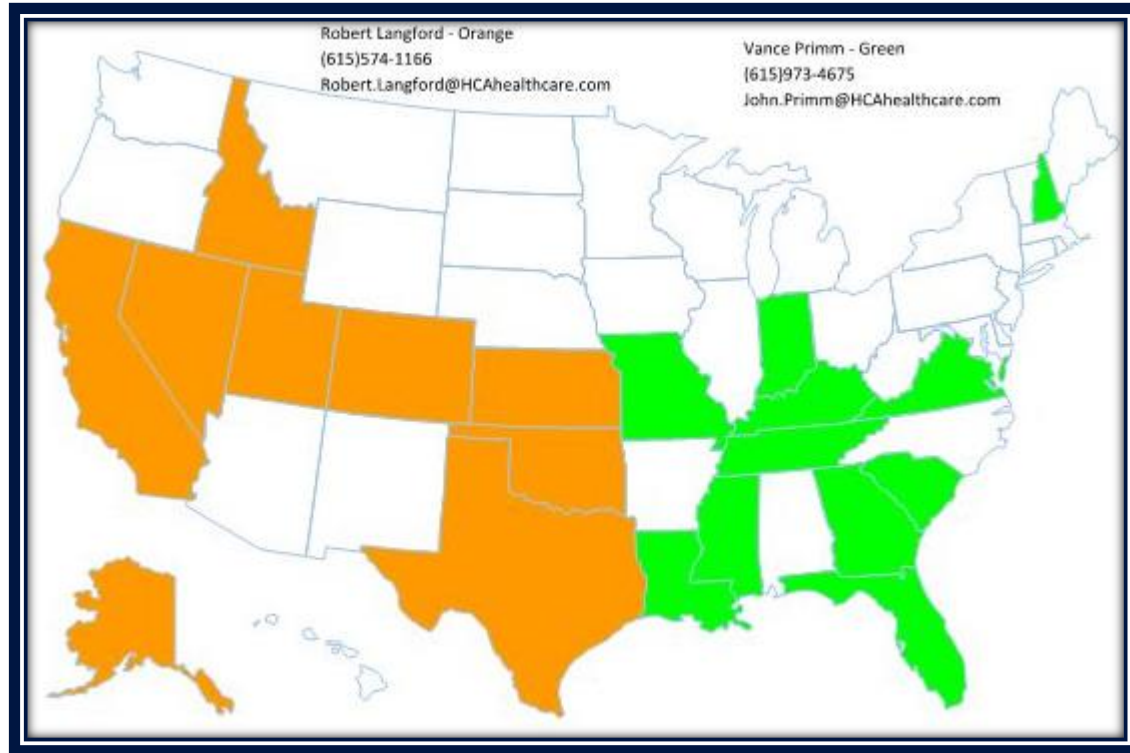 Robert Langford - Orange
(615)574-1166
Robert.Langford@HCAhealthcare.com
Vance Primm - Green
(615)973-4675
John.Primm@HCAhealthcare.com